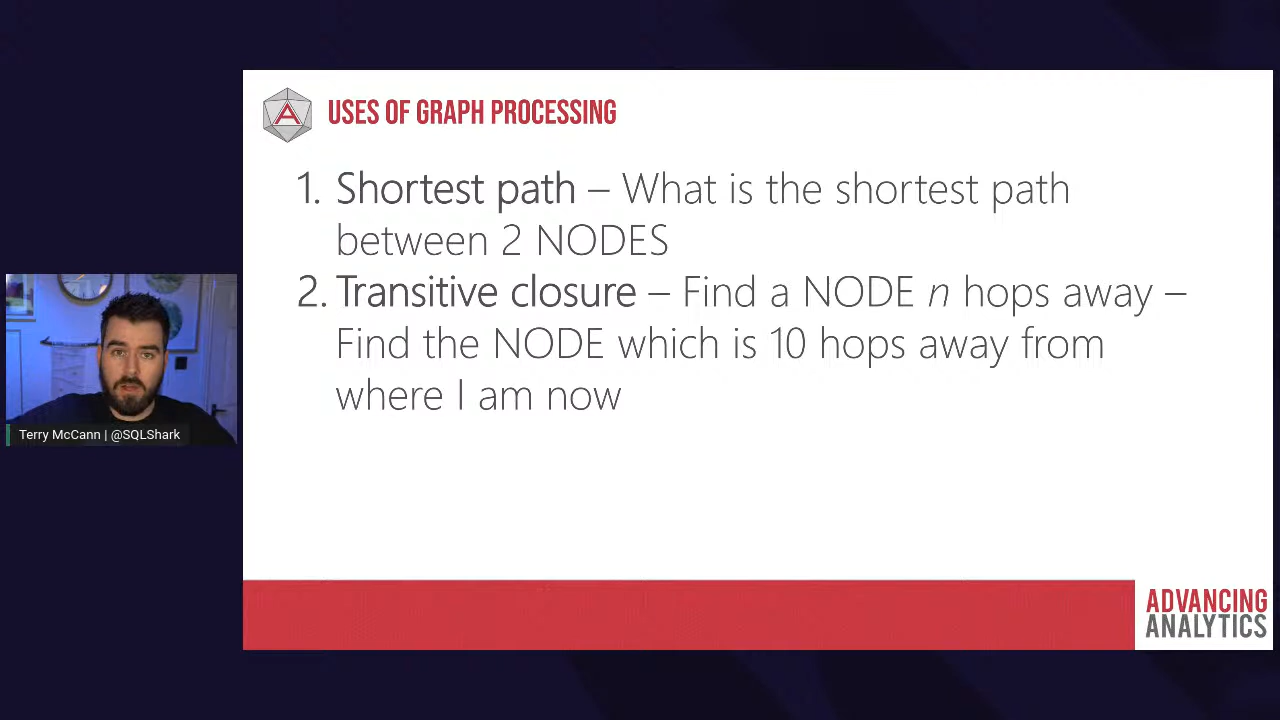 A
USES OF GRAPH PROCESSING
1. Shortest path – What is the shortest path
between 2 NODES
2. Transitive closure – Find a NODE n hops away –
Find the NODE which is 10 hops away from
where I am now
Terry McCann | @SQLShark
ADVANCING
ANALYTICS